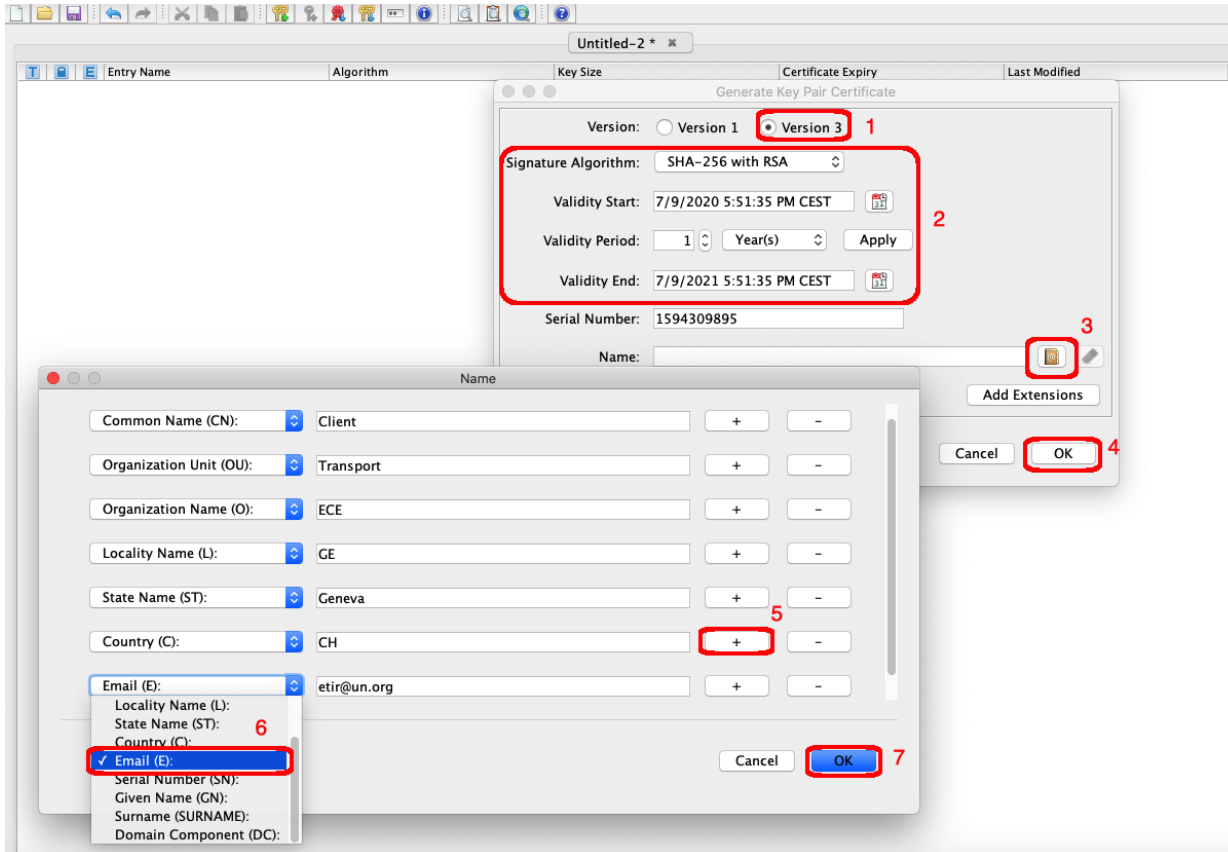 Untitled-2 *
T E Entry Name Algorithm Key Size Certificate Expiry Last Modified
Generate Key Pair Certificate
Version: Version 1 Version 3 1
Signature Algorithm: SHA-256 with RSA
Validity Start: 7/9/2020 5:51:35 PM CEST
2
Validity Period: 1 Year(s) Apply
Validity End: 7/9/2021 5:51:35 PM CEST
Serial Number: 1594309895
3
Name:
Add Extensions
Cancel OK 4
Name
Common Name (CN): Client + -
Organization Unit (OU): Transport + -
Organization Name (O): ECE + -
Locality Name (L): GE + -
State Name (ST): Geneva + -
5
Country (C): CH + -
Email (E): etir@un.org + -
Locality Name (L):
State Name (ST):
6
Country (C):
✓ Email (E):
Serial Number (SN):
Given Name (GN):
Surname (SURNAME):
Domain Component (DC):
Cancel OK 7